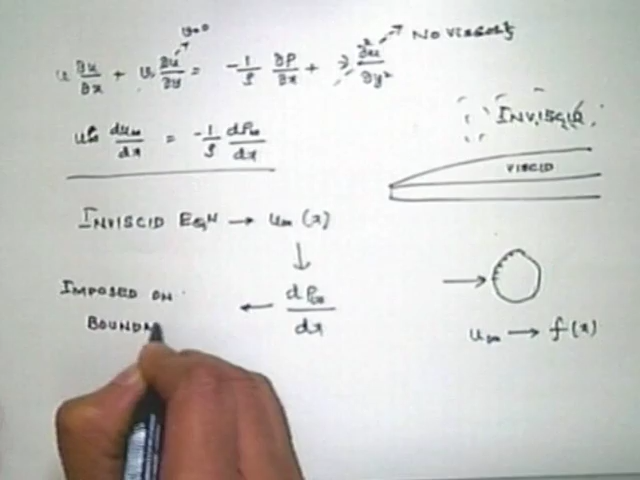 v=0
u ∂u/∂x + v ∂u/∂y = -1/ρ ∂P/∂x + ν ∂²u/∂y² → NO VISCOSITY
u∞ du∞/dx = -1/ρ dP∞/dx
INVISCID
VISCID
INVISCID EQN → u∞ (x)
↓
IMPOSED ON ← dP∞/dx
BOUNDA
u∞ → f(x)